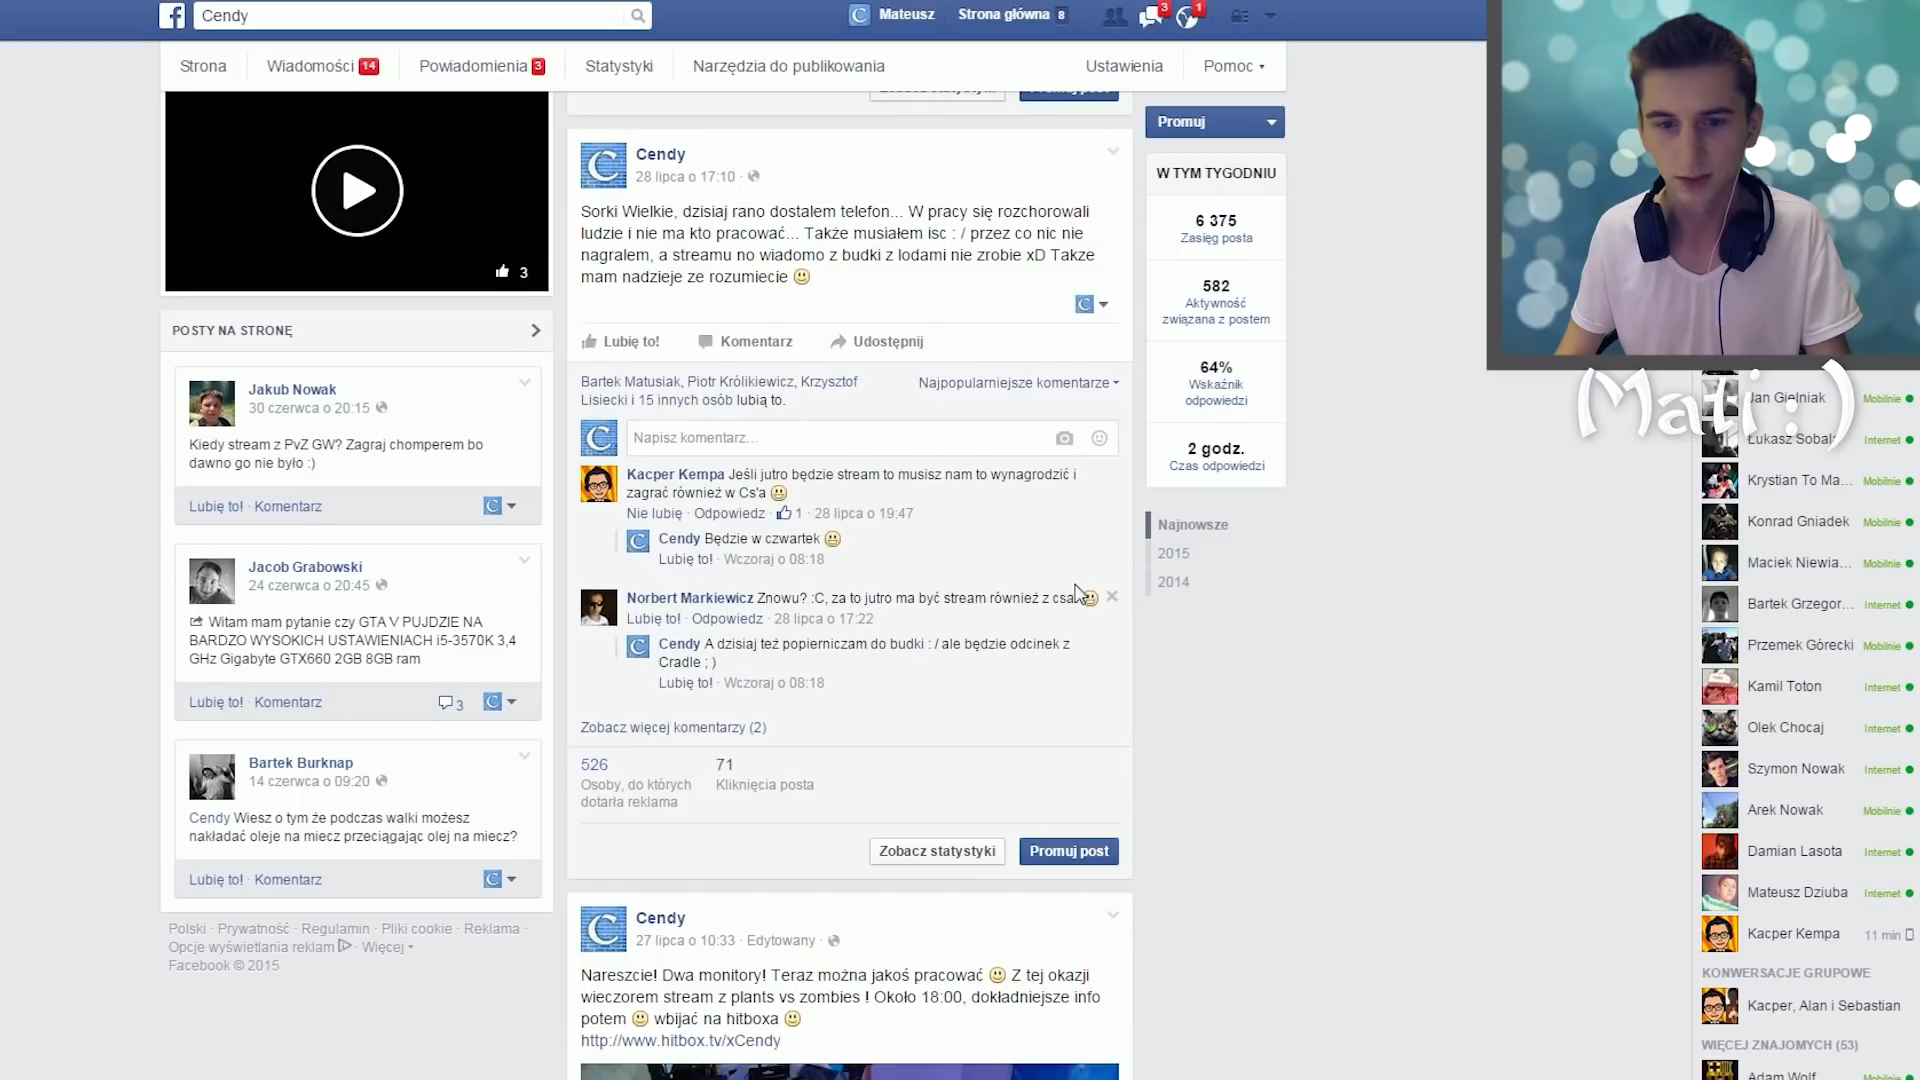 Cendy
Mateusz
Strona główna 8
3
1
Strona
Wiadomości 14
Powiadomienia 3
Statystyki
Narzędzia do publikowania
Ustawienia
Pomoc
3
POSTY NA STRONĘ
Jakub Nowak
30 czerwca o 20:15
Kiedy stream z PvZ GW? Zagraj chomperem bo
dawno go nie było :)
Lubię to! · Komentarz
Jacob Grabowski
24 czerwca o 20:45
Witam mam pytanie czy GTA V PUJDZIE NA
BARDZO WYSOKICH USTAWIENIACH i5-3570K 3,4
GHz Gigabyte GTX660 2GB 8GB ram
Lubię to! · Komentarz
3
Bartek Burknap
14 czerwca o 09:20
Cendy Wiesz o tym że podczas walki możesz
nakładać oleje na miecz przeciągając olej na miecz?
Lubię to! · Komentarz
Polski · Prywatność · Regulamin · Pliki cookie · Reklama ·
Opcje wyświetlania reklam · Więcej
Facebook © 2015
Cendy
28 lipca o 17:10 ·
Sorki Wielkie, dzisiaj rano dostalem telefon... W pracy się rozchorowali
ludzie i nie ma kto pracować... Także musiałem isc : / przez co nic nie
nagralem, a streamu no wiadomo z budki z lodami nie zrobie xD Takze
mam nadzieje ze rozumiecie
Lubię to!
Komentarz
Udostępnij
Bartek Matusiak, Piotr Królikiewicz, Krzysztof
Lisiecki i 15 innych osób lubią to.
Najpopularniejsze komentarze
Napisz komentarz...
Kacper Kempa Jeśli jutro będzie stream to musisz nam to wynagrodzić i
zagrać również w Cs'a
Nie lubię · Odpowiedz · 1 · 28 lipca o 19:47
Cendy Będzie w czwartek
Lubię to! · Wczoraj o 08:18
Norbert Markiewicz Znowu? :C, za to jutro ma być stream również z csa
Lubię to! · Odpowiedz · 28 lipca o 17:22
Cendy A dzisiaj też popierniczam do budki : / ale będzie odcinek z
Cradle ; )
Lubię to! · Wczoraj o 08:18
Zobacz więcej komentarzy (2)
526
Osoby, do których
dotarła reklama
71
Kliknięcia posta
Zobacz statystyki
Promuj post
Cendy
27 lipca o 10:33 · Edytowany ·
Nareszcie! Dwa monitory! Teraz można jakoś pracować Z tej okazji
wieczorem stream z plants vs zombies ! Około 18:00, dokładniejsze info
potem wbijać na hitboxa
http://www.hitbox.tv/xCendy
Promuj
W TYM TYGODNIU
6 375
Zasięg posta
582
Aktywność
związana z postem
64%
Wskaźnik
odpowiedzi
2 godz.
Czas odpowiedzi
Najnowsze
2015
2014
Mati : )
Jan Gielniak Mobilnie
Łukasz Sobal Internet
Krystian To Ma... Mobilnie
Konrad Gniadek Mobilnie
Maciek Niewia... Mobilnie
Bartek Grzegor... Mobilnie
Przemek Górecki Mobilnie
Kamil Toton Internet
Olek Chocaj Internet
Szymon Nowak Internet
Arek Nowak Mobilnie
Damian Lasota Internet
Mateusz Dziuba Internet
Kacper Kempa 11 min
KONWERSACJE GRUPOWE
Kacper, Alan i Sebastian
WIĘCEJ ZNAJOMYCH (53)
Adam Wolf